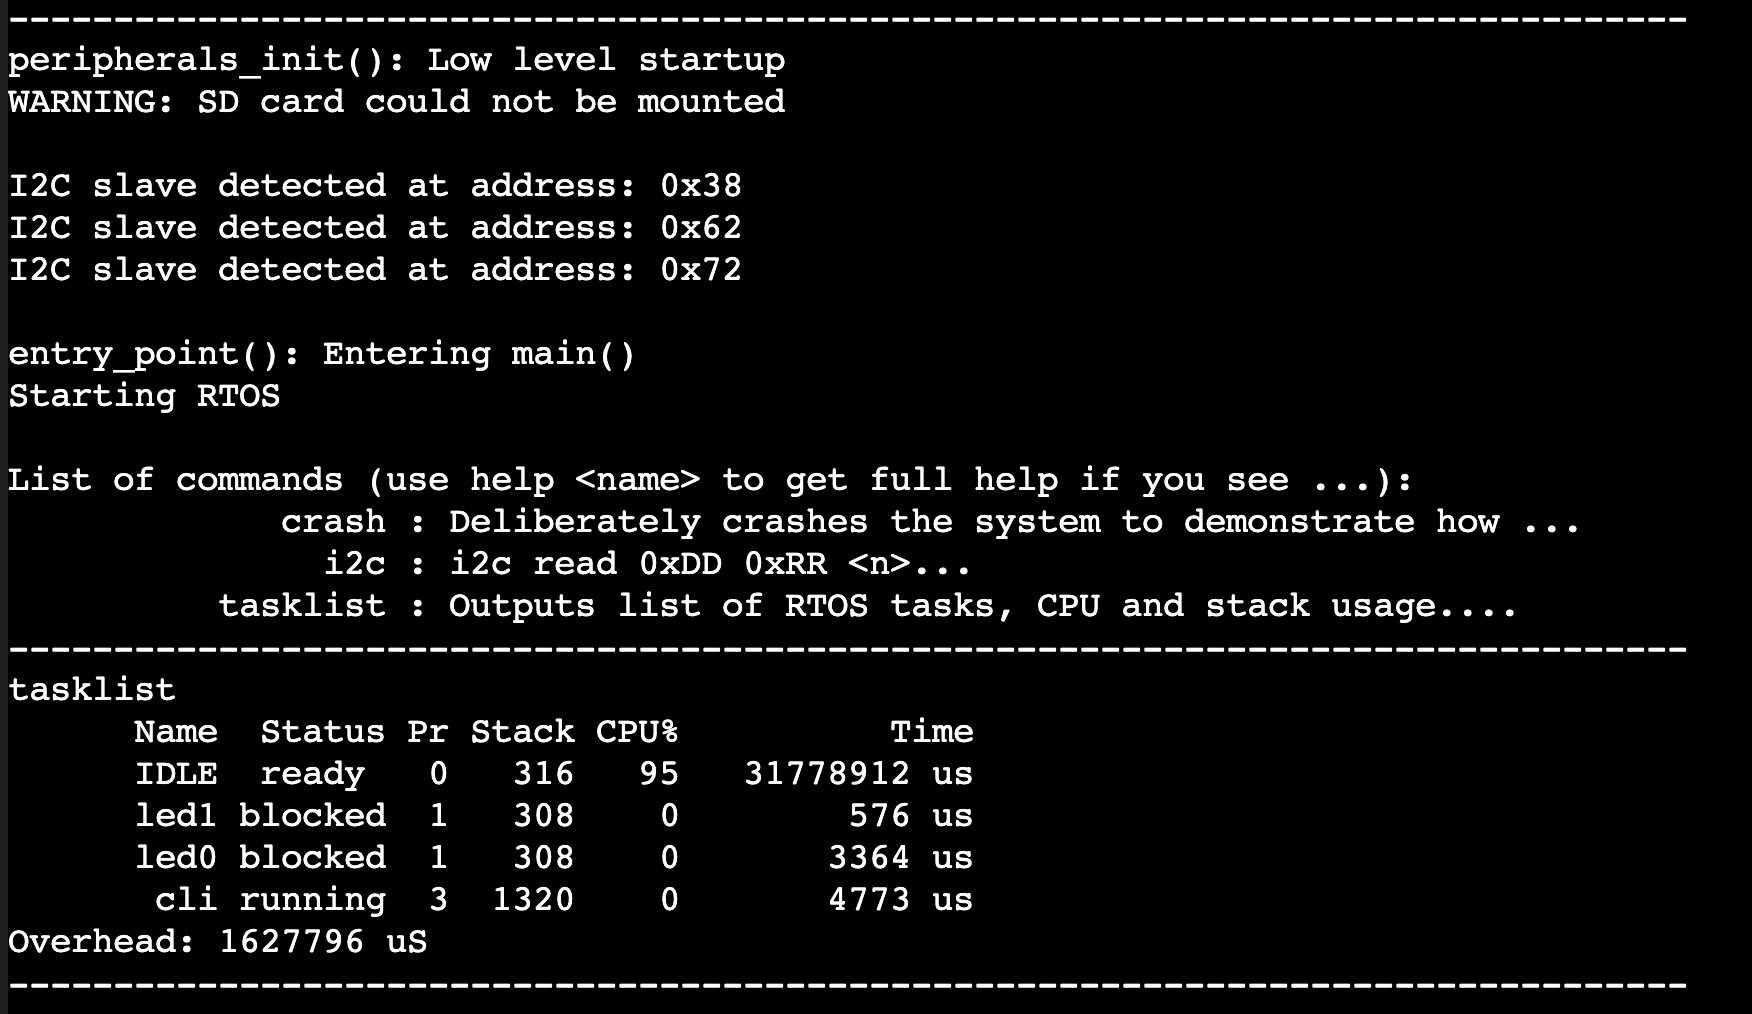 --------------------------------------------------------------------------------
peripherals_init(): Low level startup
WARNING: SD card could not be mounted

I2C slave detected at address: 0x38
I2C slave detected at address: 0x62
I2C slave detected at address: 0x72

entry_point(): Entering main()
Starting RTOS

List of commands (use help <name> to get full help if you see ...):
             crash : Deliberately crashes the system to demonstrate how ...
               i2c : i2c read 0xDD 0xRR <n>...
          tasklist : Outputs list of RTOS tasks, CPU and stack usage....
--------------------------------------------------------------------------------
tasklist
      Name  Status Pr Stack CPU%          Time
      IDLE  ready   0   316   95   31778912 us
      led1 blocked  1   308    0        576 us
      led0 blocked  1   308    0       3364 us
       cli running  3  1320    0       4773 us
Overhead: 1627796 uS
--------------------------------------------------------------------------------